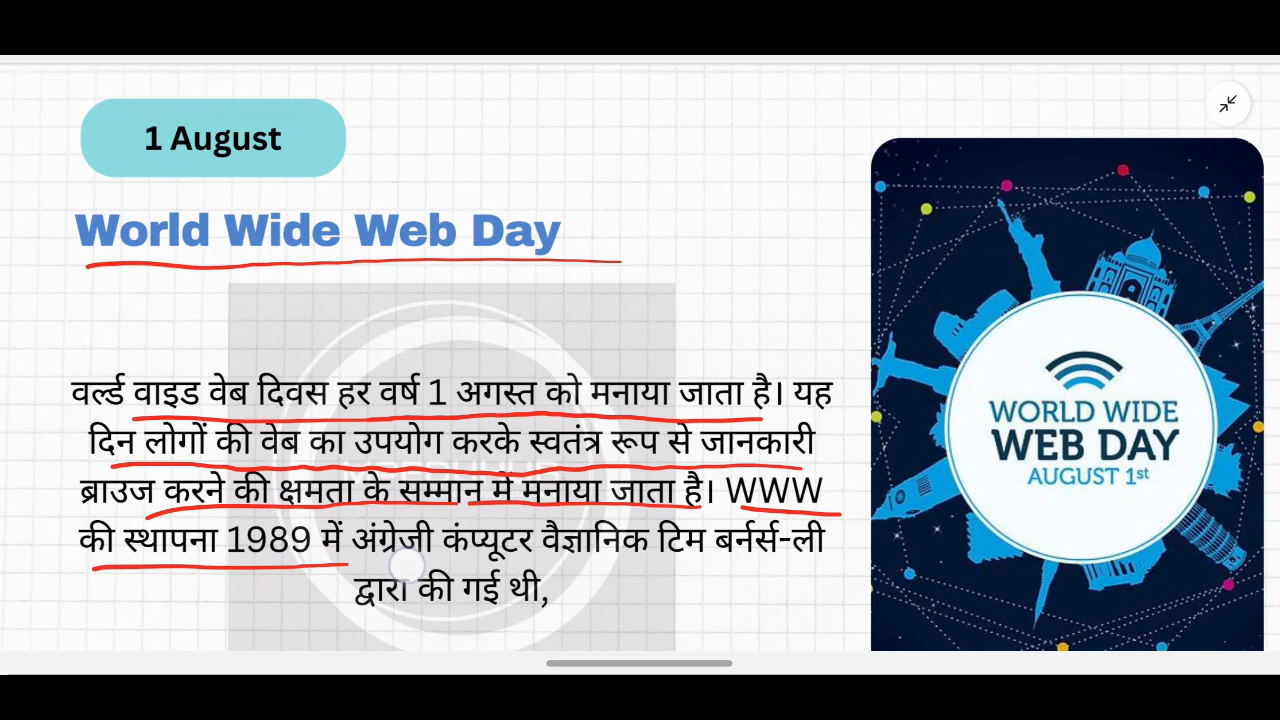 1 August
World Wide Web Day
वर्ल्ड वाइड वेब दिवस हर वर्ष 1 अगस्त को मनाया जाता है। यह
दिन लोगों की वेब का उपयोग करके स्वतंत्र रूप से जानकारी
ब्राउज करने की क्षमता के सम्मान में मनाया जाता है। WWW
की स्थापना 1989 में अंग्रेजी कंप्यूटर वैज्ञानिक टिम बर्नर्स-ली
द्वारा की गई थी,
WORLD WIDE
WEB DAY
AUGUST 1st